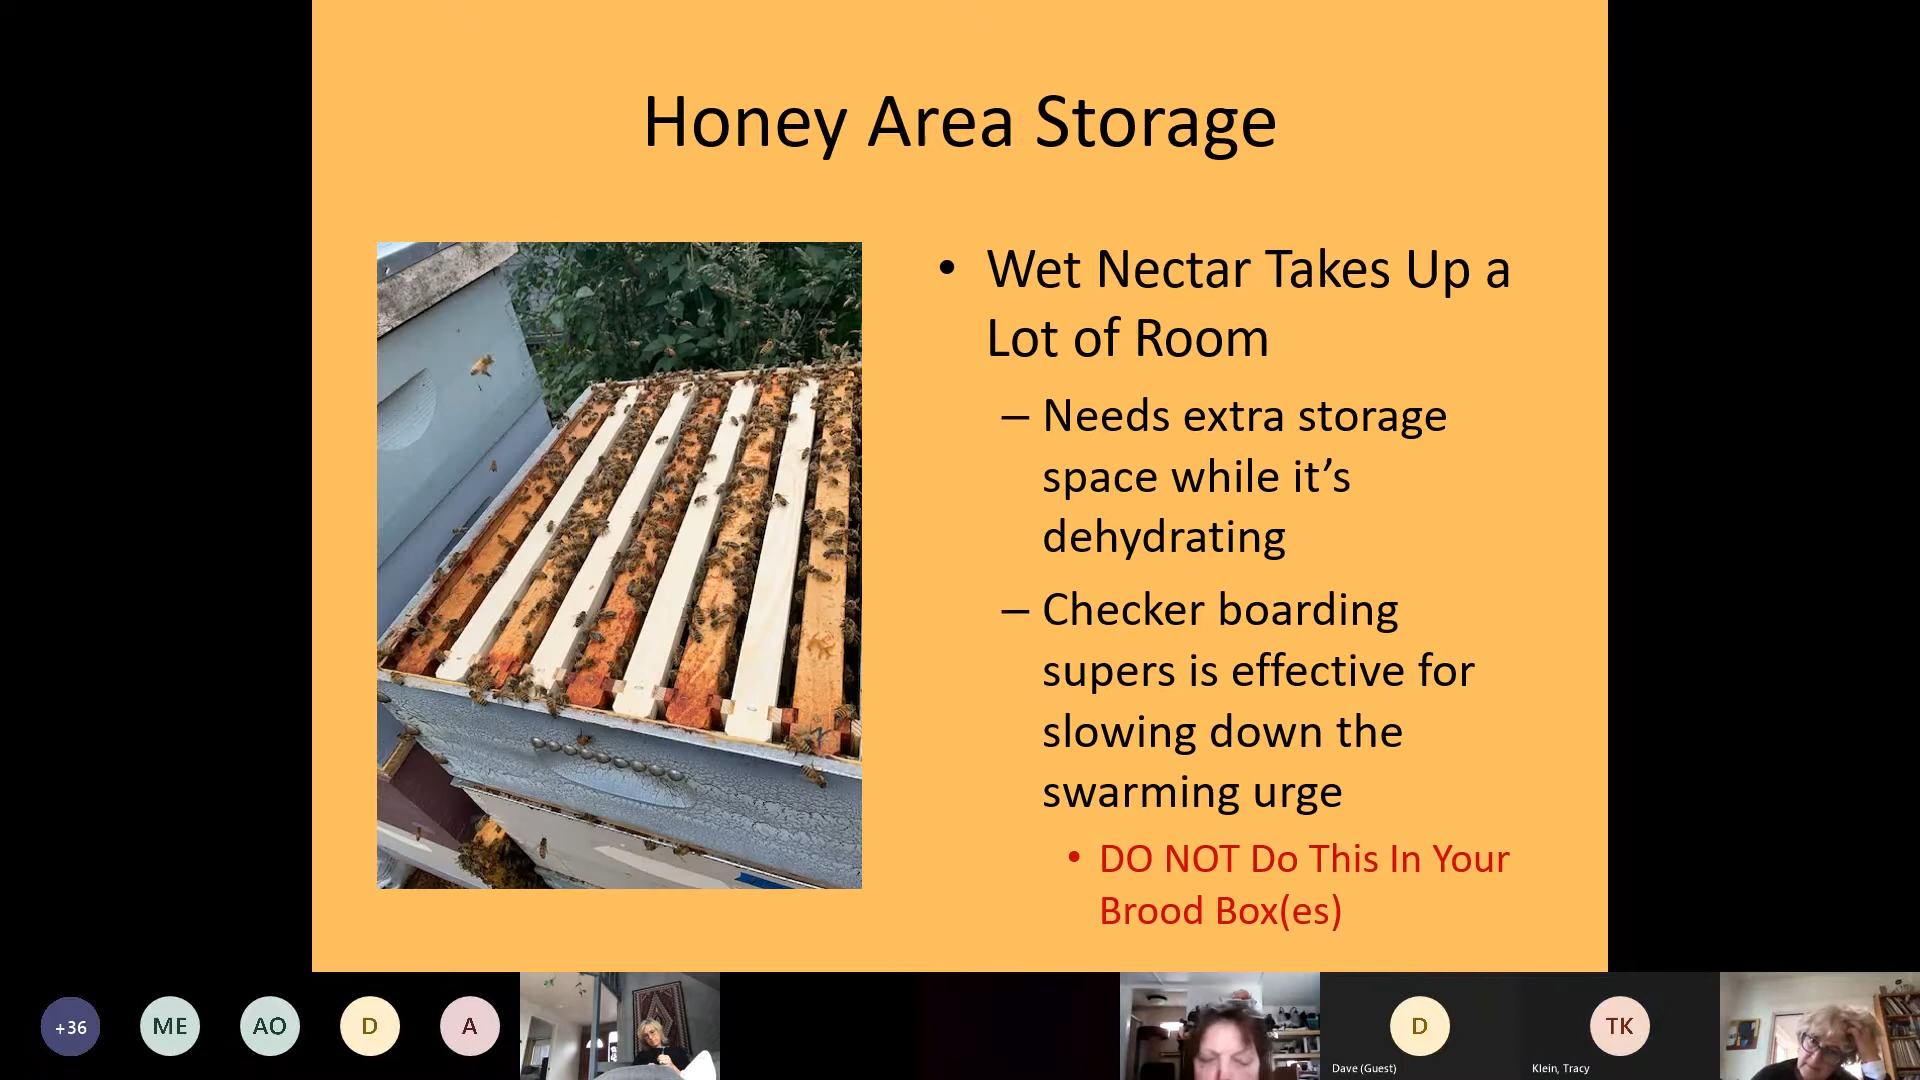 Honey Area Storage
• Wet Nectar Takes Up a
Lot of Room
– Needs extra storage
space while it’s
dehydrating
– Checker boarding
supers is effective for
slowing down the
swarming urge
• DO NOT Do This In Your
Brood Box(es)
+36
ME
AO
D
A
D
Dave (Guest)
TK
Klein, Tracy